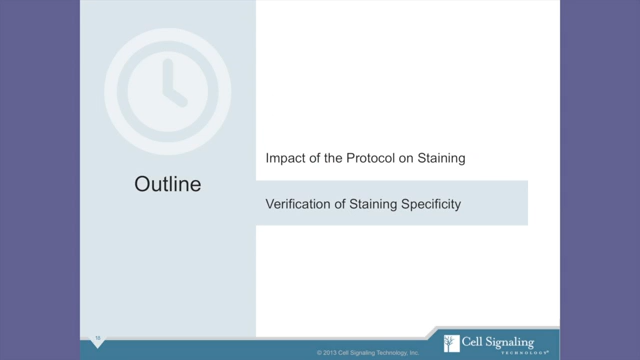 Outline
Impact of the Protocol on Staining
Verification of Staining Specificity
© 2013 Cell Signaling Technology, Inc.
Cell Signaling
TECHNOLOGY®